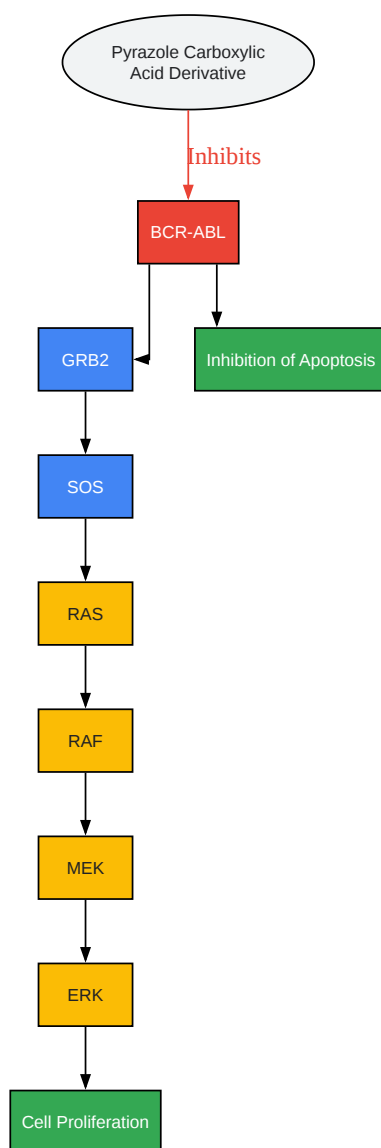 Pyrazole Carboxylic
Acid Derivative
Inhibits
BCR-ABL
GRB2
Inhibition of Apoptosis
SOS
RAS
RAF
MEK
ERK
Cell Proliferation